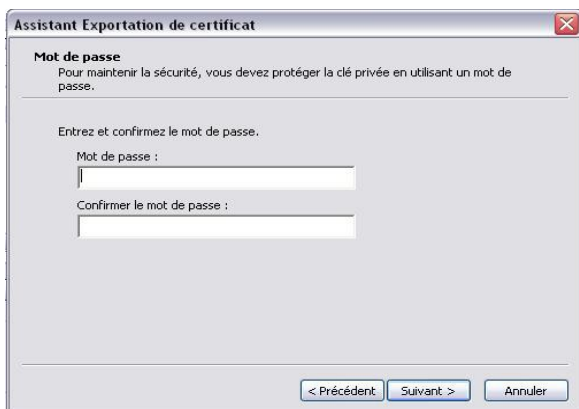 Assistant Exportation de certificat
Mot de passe
Pour maintenir la sécurité, vous devez protéger la clé privée en utilisant un mot de
passe.
Entrez et confirmez le mot de passe.
Mot de passe :
Confirmer le mot de passe :
< Précédent Suivant > Annuler